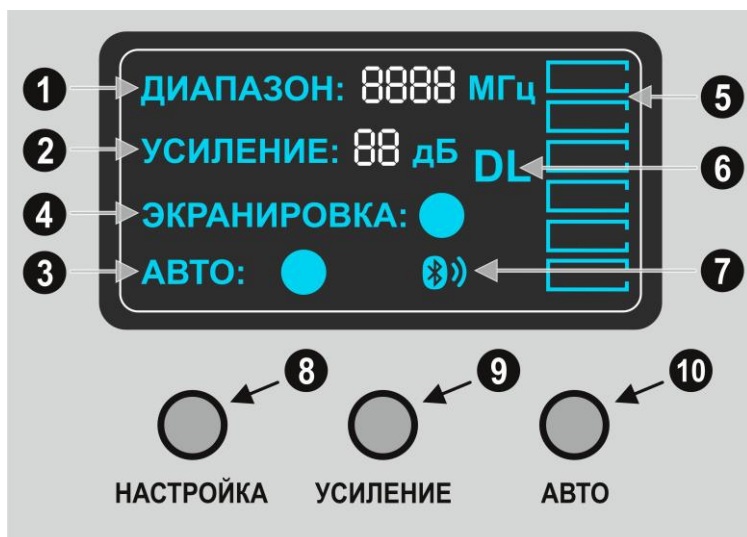 1 ДИАПАЗОН: 8888 МГц 5
2 УСИЛЕНИЕ: 88 дБ
DL 6
4 ЭКРАНИРОВКА:
3 АВТО: 7
8 9 10
НАСТРОЙКА УСИЛЕНИЕ АВТО